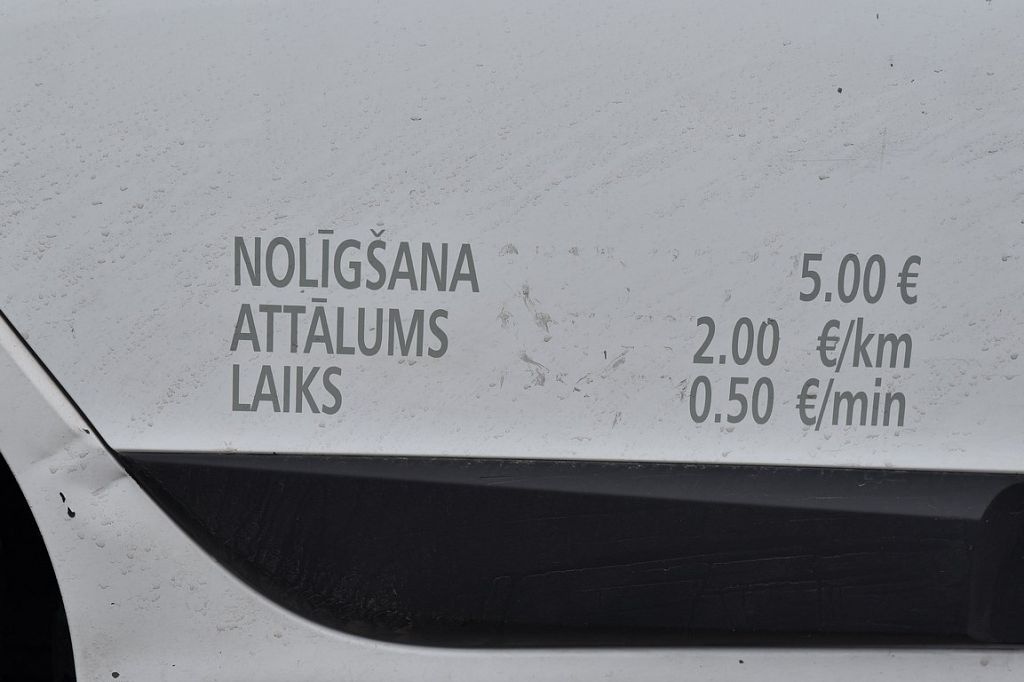 NOLĪGŠANA 5.00 €
ATTĀLUMS 2.00 €/km
LAIKS 0.50 €/min